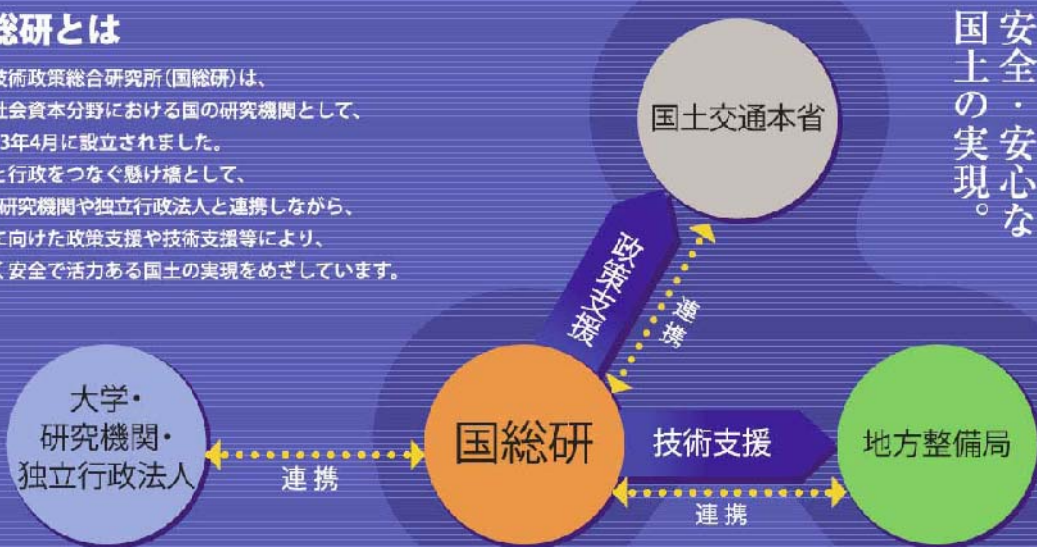 総研とは
技術政策総合研究所(国総研)は、
社会資本分野における国の研究機関として、
3年4月に設立されました。
と行政をつなぐ懸け橋として、
研究機関や独立行政法人と連携しながら、
に向けた政策支援や技術支援等により、
く安全で活力ある国土の実現をめざしています。
安全・安心な
国土の実現。
国土交通本省
政策支援
連携
大学・
研究機関・
独立行政法人
連携
国総研
技術支援
連携
地方整備局